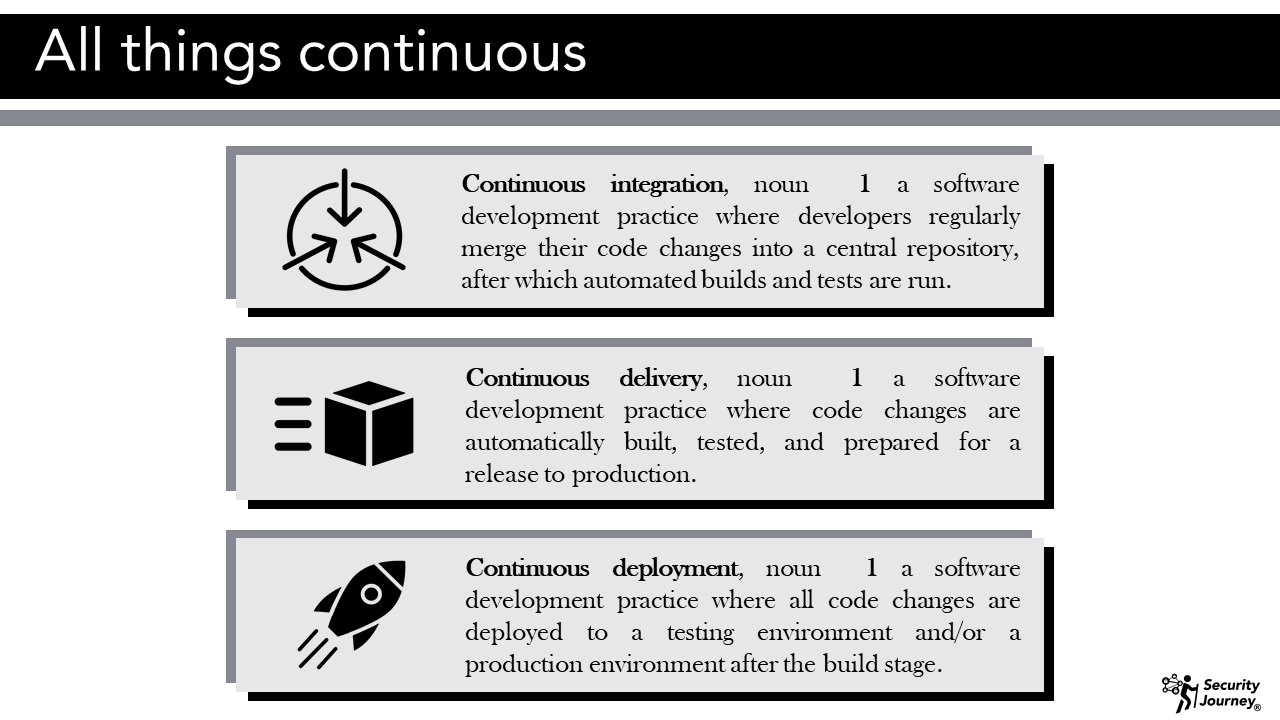 All things continuous
Continuous integration, noun 1 a software
development practice where developers regularly
merge their code changes into a central repository,
after which automated builds and tests are run.
Continuous delivery, noun 1 a software
development practice where code changes are
automatically built, tested, and prepared for a
release to production.
Continuous deployment, noun 1 a software
development practice where all code changes are
deployed to a testing environment and/or a
production environment after the build stage.
Security
Journey®